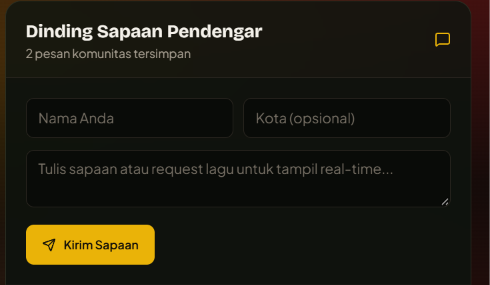 Dinding Sapaan Pendengar
2 pesan komunitas tersimpan
Nama Anda
Kota (opsional)
Tulis sapaan atau request lagu untuk tampil real-time...
Kirim Sapaan